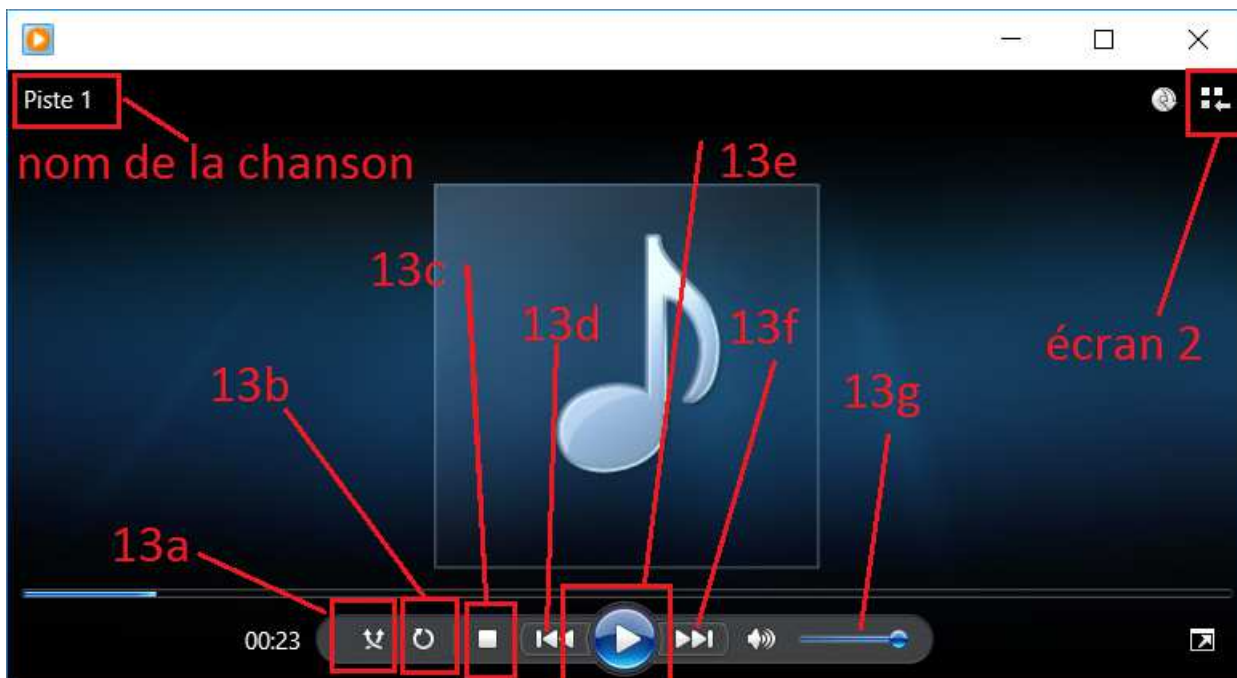 Piste 1
nom de la chanson
13e
13c
13d
13f
écran 2
13b
13g
13a
00:23